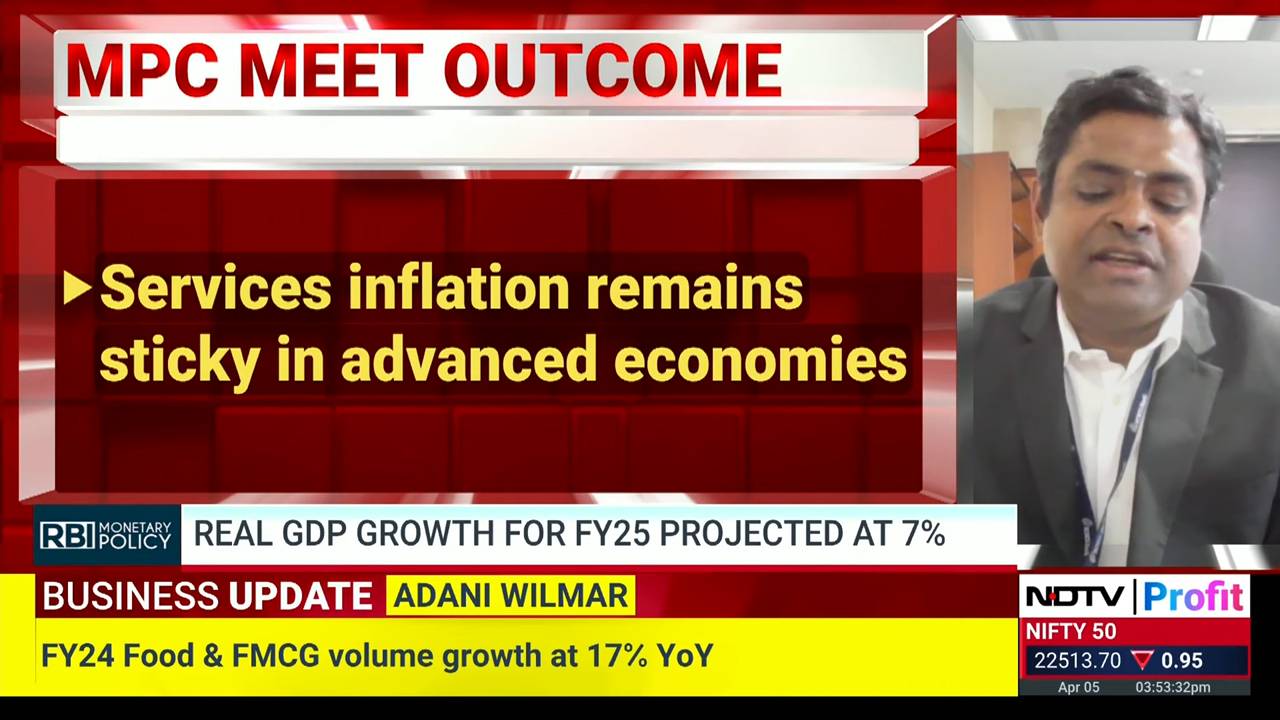 MPC MEET OUTCOME
Services inflation remains
sticky in advanced economies
RBI MONETARY POLICY
REAL GDP GROWTH FOR FY25 PROJECTED AT 7%
BUSINESS UPDATE ADANI WILMAR
FY24 Food & FMCG volume growth at 17% YoY
NDTV Profit
NIFTY 50
22513.70 0.95
Apr 05 03:53:32pm